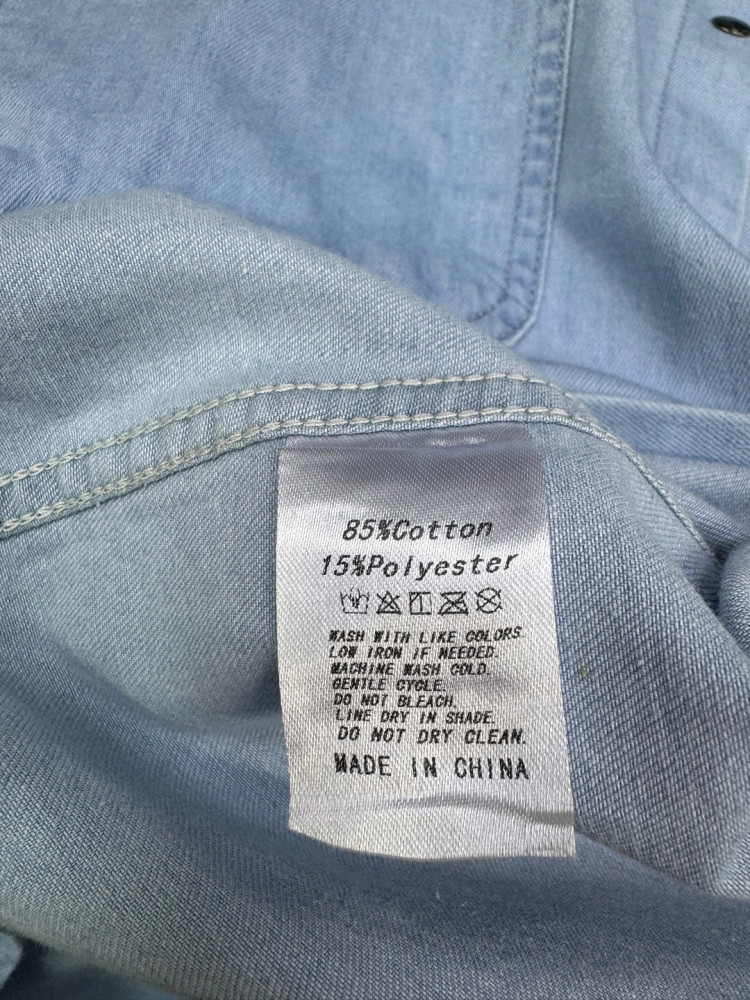 85%Cotton
15%Polyester
WASH WITH LIKE COLORS.
LOW IRON IF NEEDED.
MACHINE WASH COLD.
GENTLE CYCLE.
DO NOT BLEACH.
LINE DRY IN SHADE.
DO NOT DRY CLEAN.
MADE IN CHINA